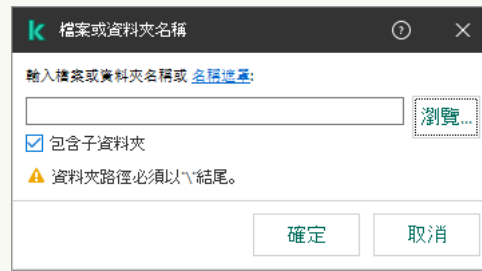 檔案或資料夾名稱
輸入檔案或資料夾名稱或 名稱遮罩:
瀏覽...
包含子資料夾
資料夾路徑必須以"\"結尾。
確定
取消